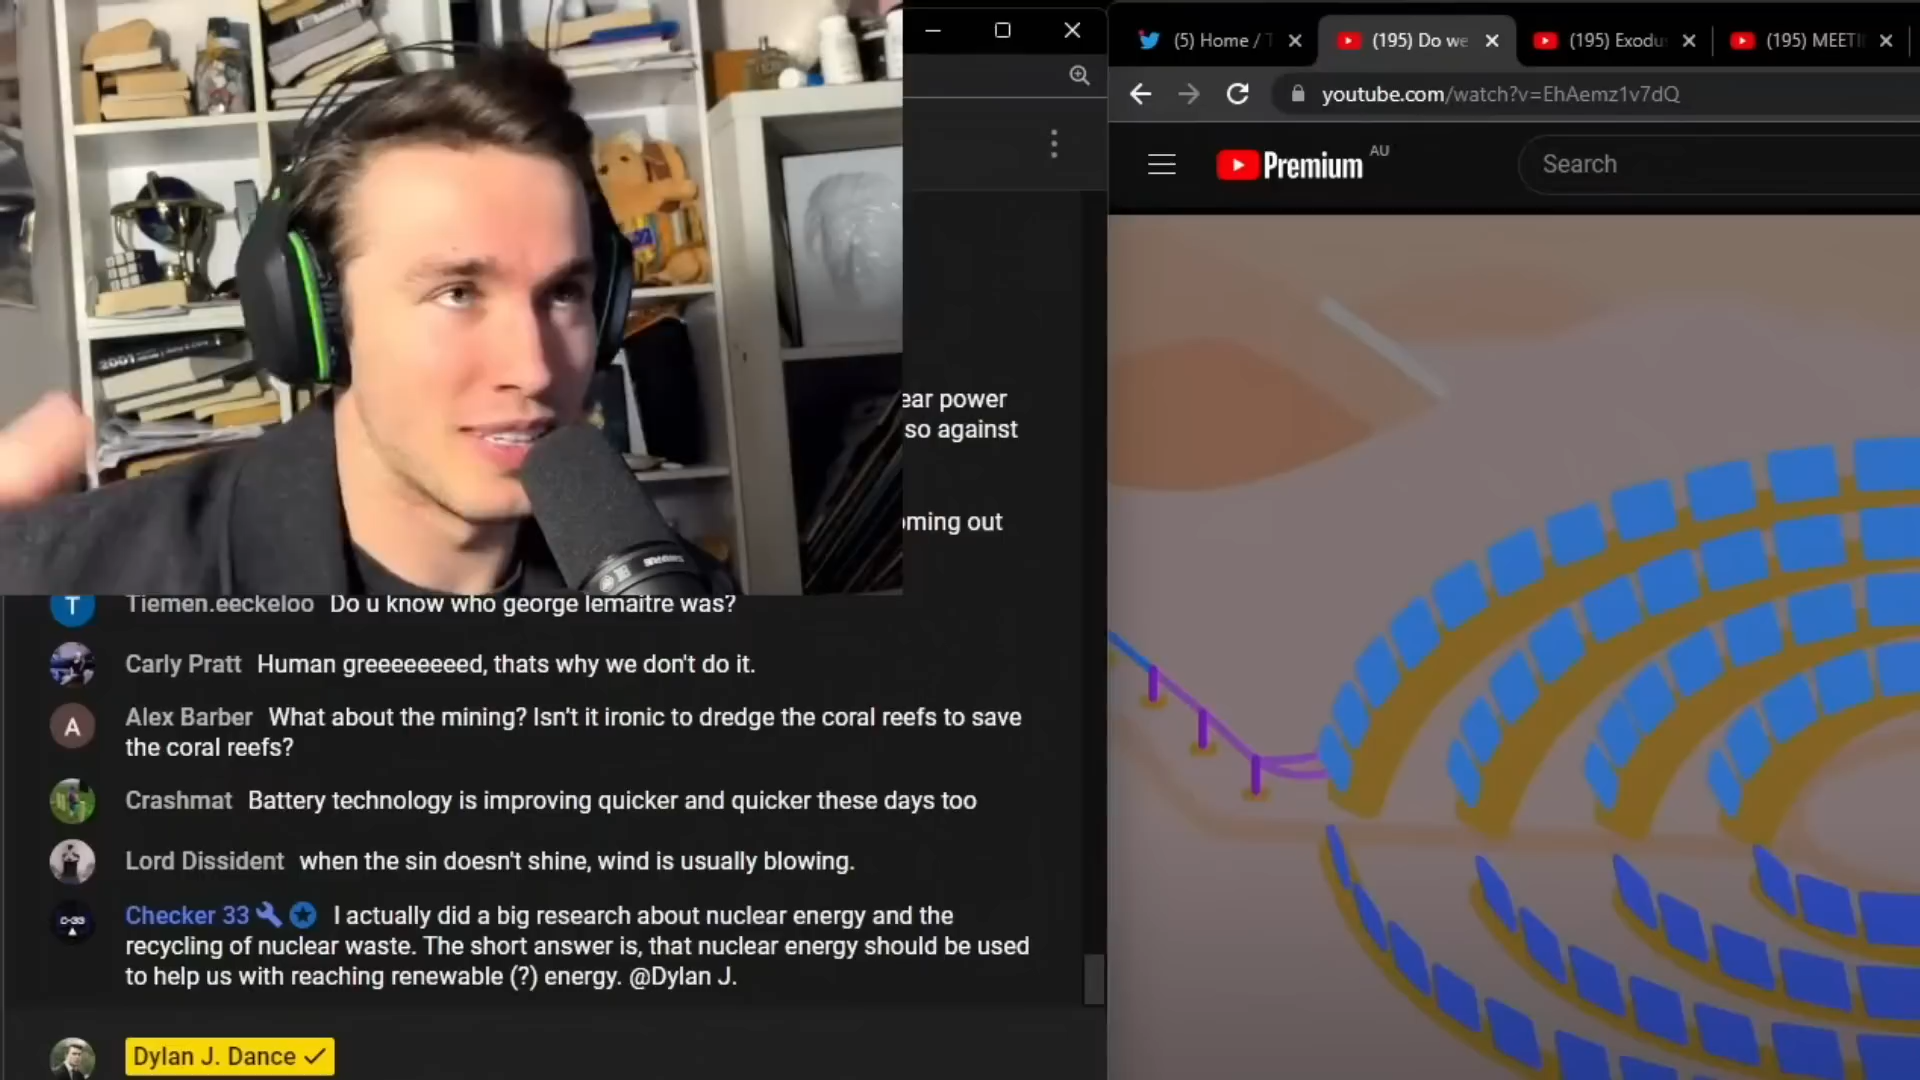 (5) Home / T
(195) Do we
(195) Exodu
(195) MEETI
youtube.com/watch?v=EhAemz1v7dQ
Premium AU
Search
2001
SHURE
ear power
so against
oming out
T Tiemen.eeckeloo Do u know who george lemaitre was?
Carly Pratt Human greeeeeeeed, thats why we don't do it.
A Alex Barber What about the mining? Isn't it ironic to dredge the coral reefs to save
the coral reefs?
Crashmat Battery technology is improving quicker and quicker these days too
Lord Dissident when the sin doesn't shine, wind is usually blowing.
C-33 Checker 33 I actually did a big research about nuclear energy and the
recycling of nuclear waste. The short answer is, that nuclear energy should be used
to help us with reaching renewable (?) energy. @Dylan J.
Dylan J. Dance